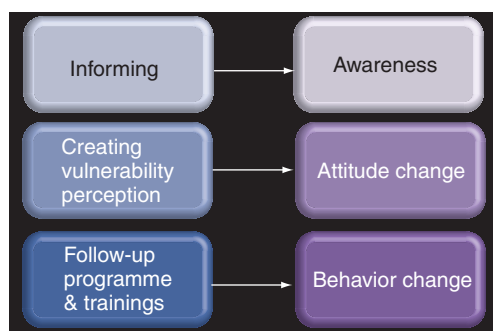 Informing
Awareness
Creating
vulnerability
perception
Attitude change
Follow-up
programme
& trainings
Behavior change